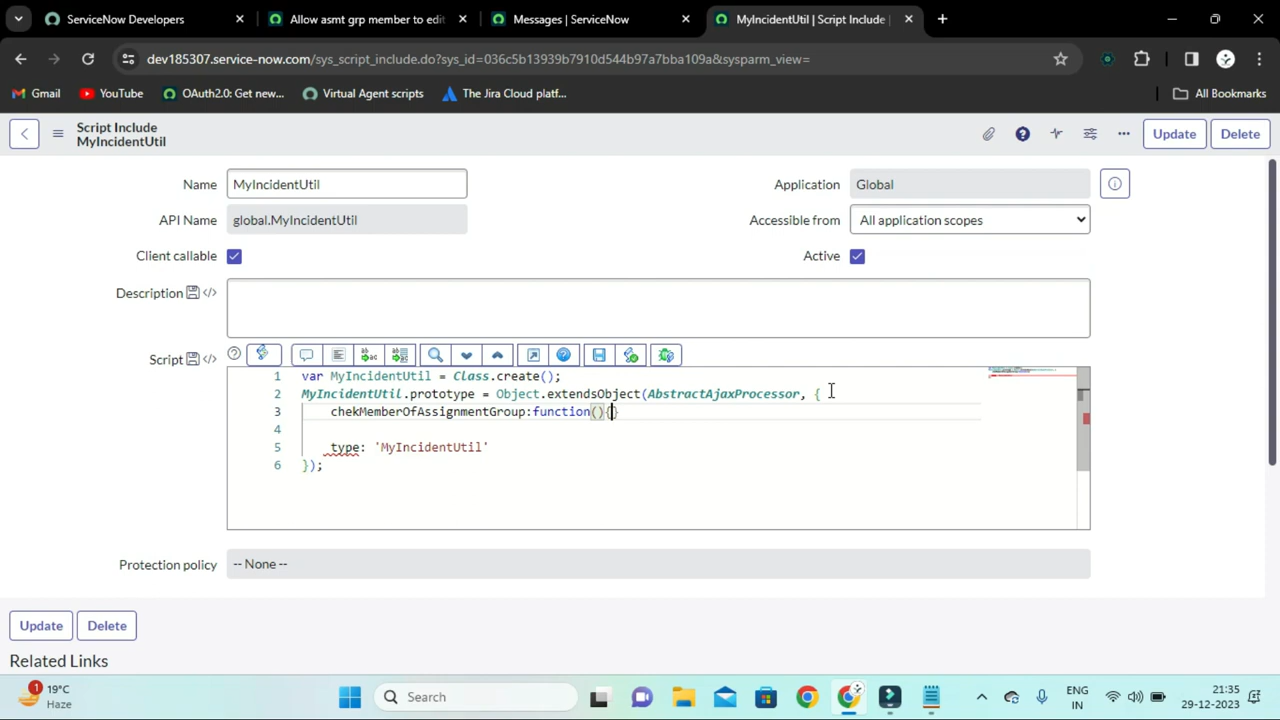 ServiceNow Developers
Allow asmt grp member to edit
Messages | ServiceNow
MyIncidentUtil | Script Include |
dev185307.service-now.com/sys_script_include.do?sys_id=036c5b13939b7910d544b97a7bba109a&sysparm_view=
Gmail
YouTube
OAuth2.0: Get new...
Virtual Agent scripts
The Jira Cloud platf...
All Bookmarks
Script Include
MyIncidentUtil
Update
Delete
Name
MyIncidentUtil
Application
Global
API Name
global.MyIncidentUtil
Accessible from
All application scopes
Client callable
Active
Description
Script
1 var MyIncidentUtil = Class.create();
2 MyIncidentUtil.prototype = Object.extendsObject(AbstractAjaxProcessor, {
3 chekMemberOfAssignmentGroup:function(){}
4
5 type: 'MyIncidentUtil'
6 });
Protection policy
-- None --
Update
Delete
Related Links
1
19°C
Haze
Search
ENG
IN
21:35
29-12-2023